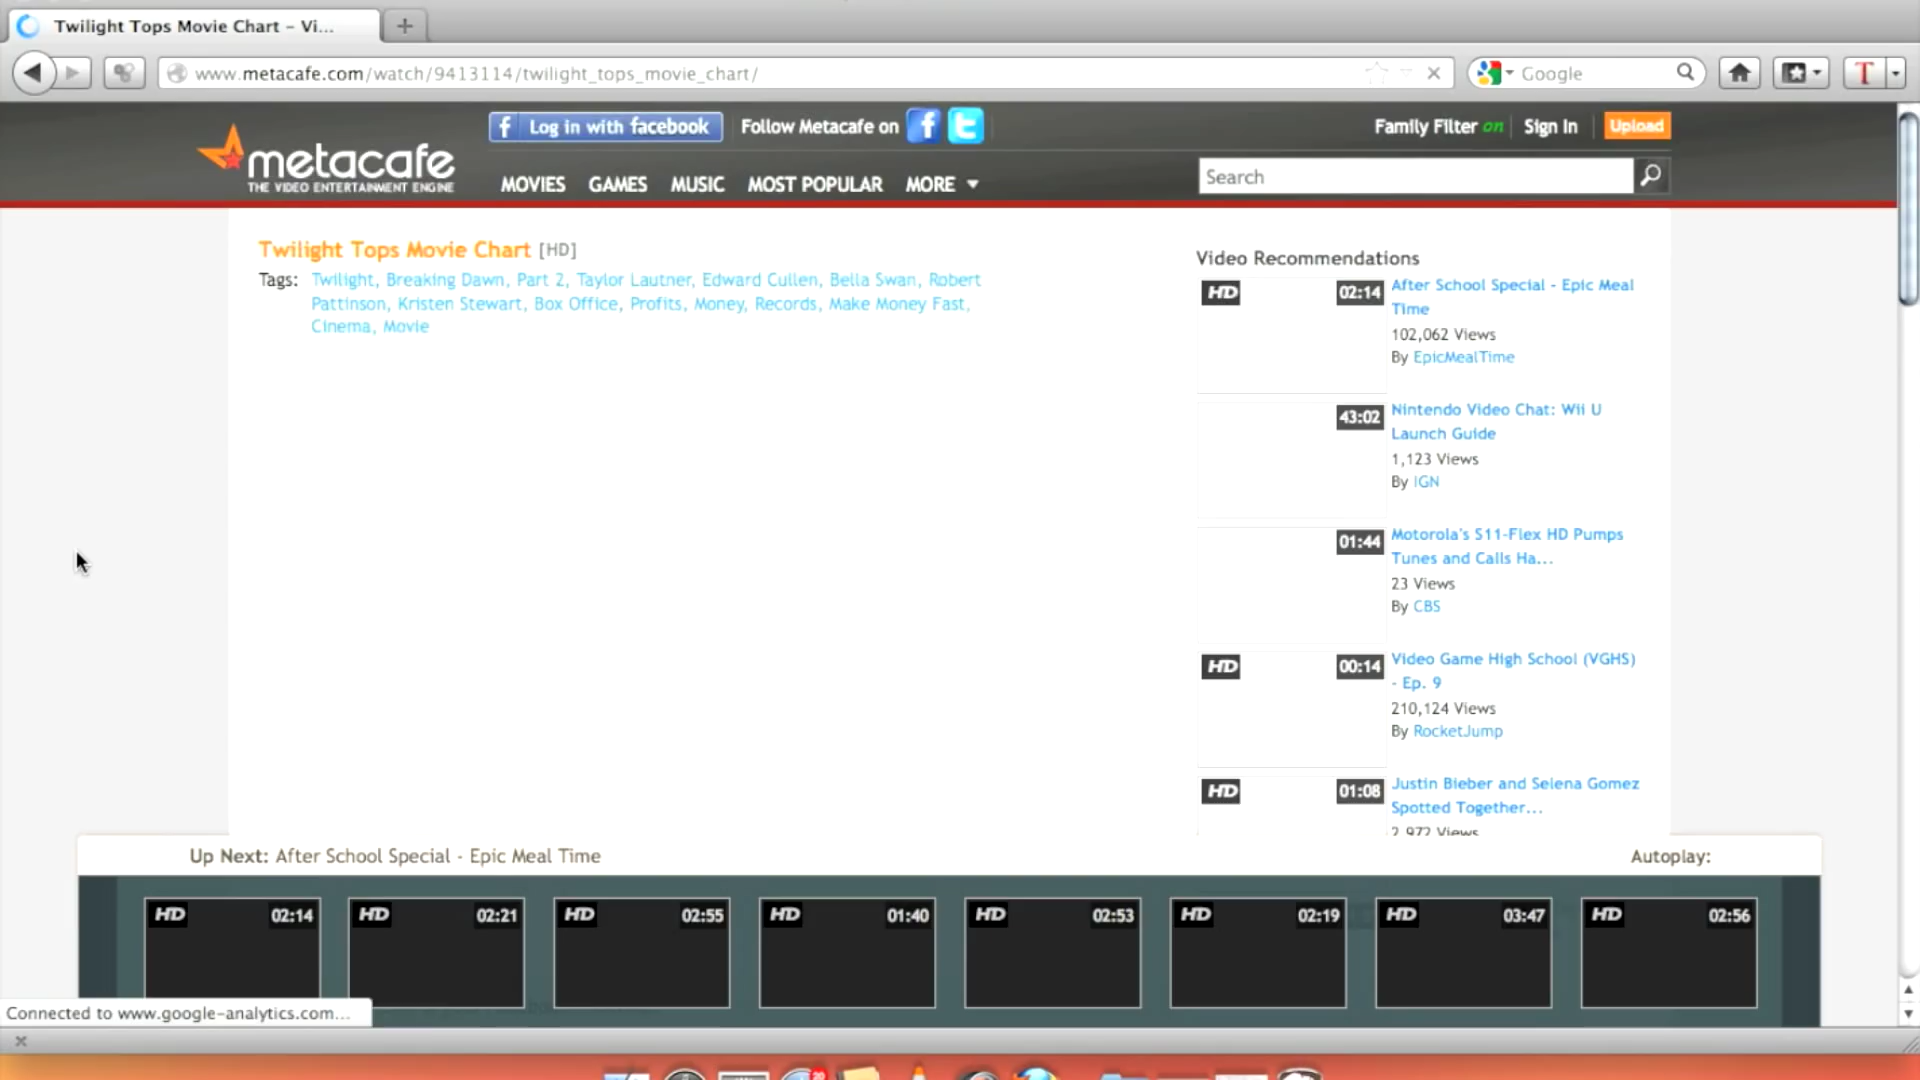 Twilight Tops Movie Chart – Vi...
www.metacafe.com/watch/9413114/twilight_tops_movie_chart/
Google
T
metacafe
THE VIDEO ENTERTAINMENT ENGINE
f Log in with facebook
Follow Metacafe on
Family Filter on
Sign In
Upload
MOVIES GAMES MUSIC MOST POPULAR MORE
Search
Twilight Tops Movie Chart [HD]
Tags: Twilight, Breaking Dawn, Part 2, Taylor Lautner, Edward Cullen, Bella Swan, Robert
Pattinson, Kristen Stewart, Box Office, Profits, Money, Records, Make Money Fast,
Cinema, Movie
Video Recommendations
HD 02:14
After School Special - Epic Meal
Time
102,062 Views
By EpicMealTime
43:02
Nintendo Video Chat: Wii U
Launch Guide
1,123 Views
By IGN
01:44
Motorola's S11-Flex HD Pumps
Tunes and Calls Ha...
23 Views
By CBS
HD 00:14
Video Game High School (VGHS)
- Ep. 9
210,124 Views
By RocketJump
HD 01:08
Justin Bieber and Selena Gomez
Spotted Together...
2,972 Views
Up Next: After School Special - Epic Meal Time
Autoplay:
HD 02:14
HD 02:21
HD 02:55
HD 01:40
HD 02:53
HD 02:19
HD 03:47
HD 02:56
Connected to www.google-analytics.com...
20